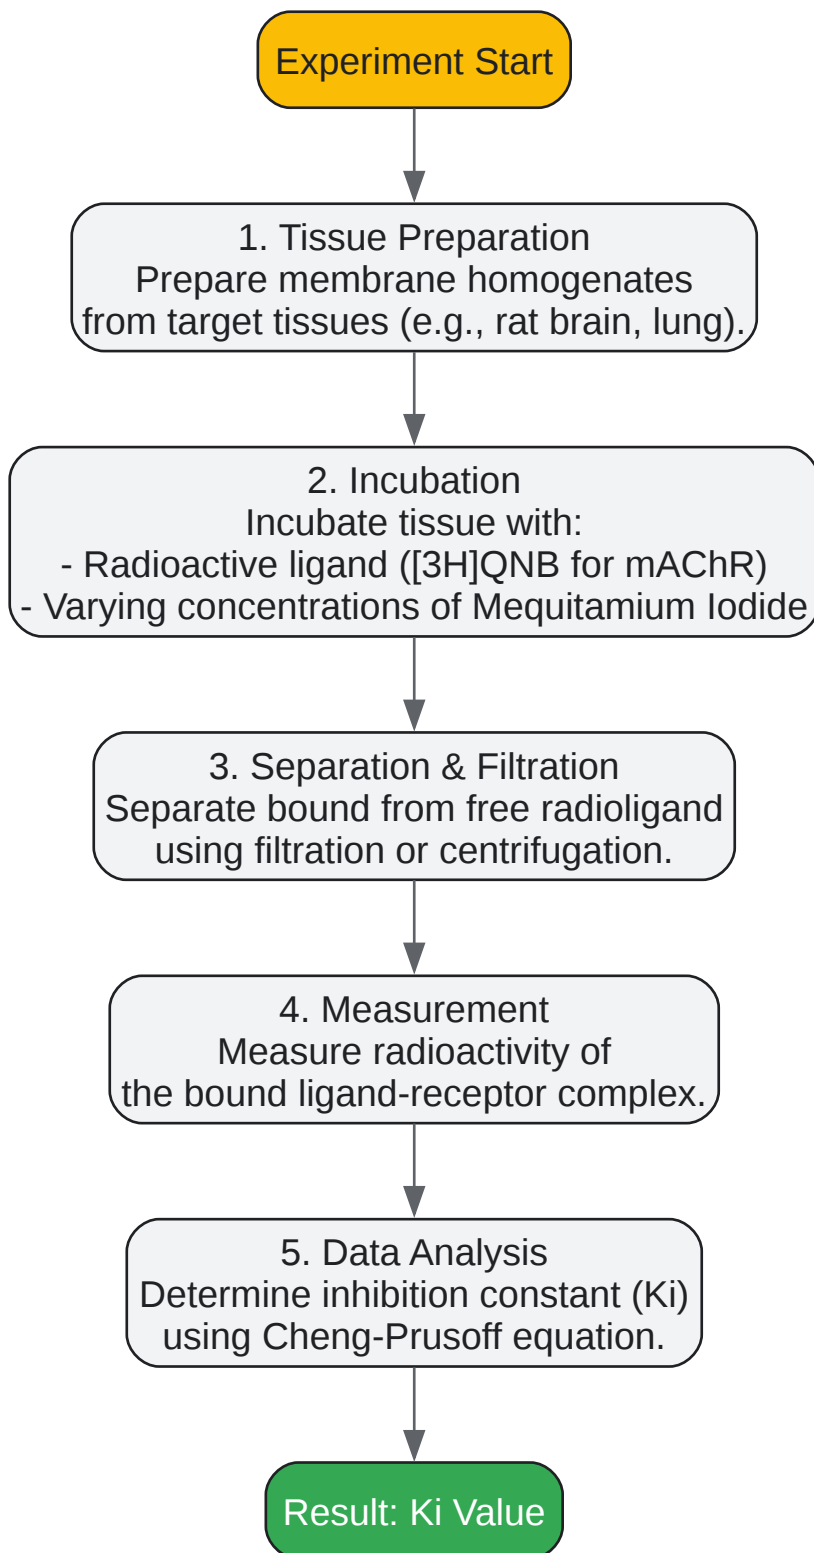 Experiment Start
1. Tissue Preparation
Prepare membrane homogenates
from target tissues (e.g., rat brain, lung).
2. Incubation
Incubate tissue with:
- Radioactive ligand ([3H]QNB for mAChR)
- Varying concentrations of Mequitamium Iodide
3. Separation & Filtration
Separate bound from free radioligand
using filtration or centrifugation.
4. Measurement
Measure radioactivity of
the bound ligand-receptor complex.
5. Data Analysis
Determine inhibition constant (Ki)
using Cheng-Prusoff equation.
Result: Ki Value